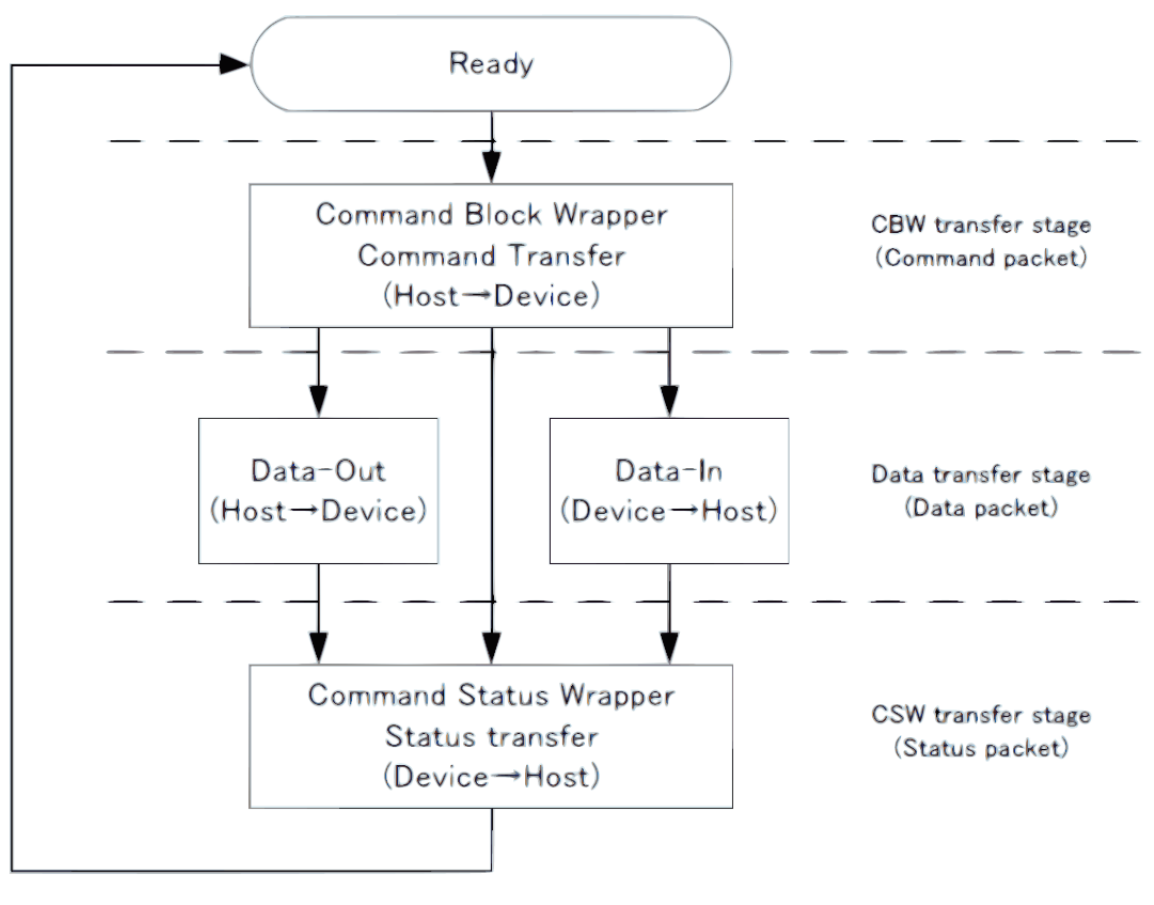 Ready
Command Block Wrapper
Command Transfer
(Host→Device)
CBW transfer stage
(Command packet)
Data-Out
(Host→Device)
Data-In
(Device→Host)
Data transfer stage
(Data packet)
Command Status Wrapper
Status transfer
(Device→Host)
CSW transfer stage
(Status packet)